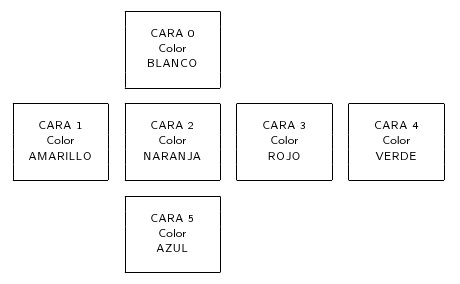 CARA 0
Color
BLANCO
CARA 1
Color
AMARILLO
CARA 2
Color
NARANJA
CARA 3
Color
ROJO
CARA 4
Color
VERDE
CARA 5
Color
AZUL